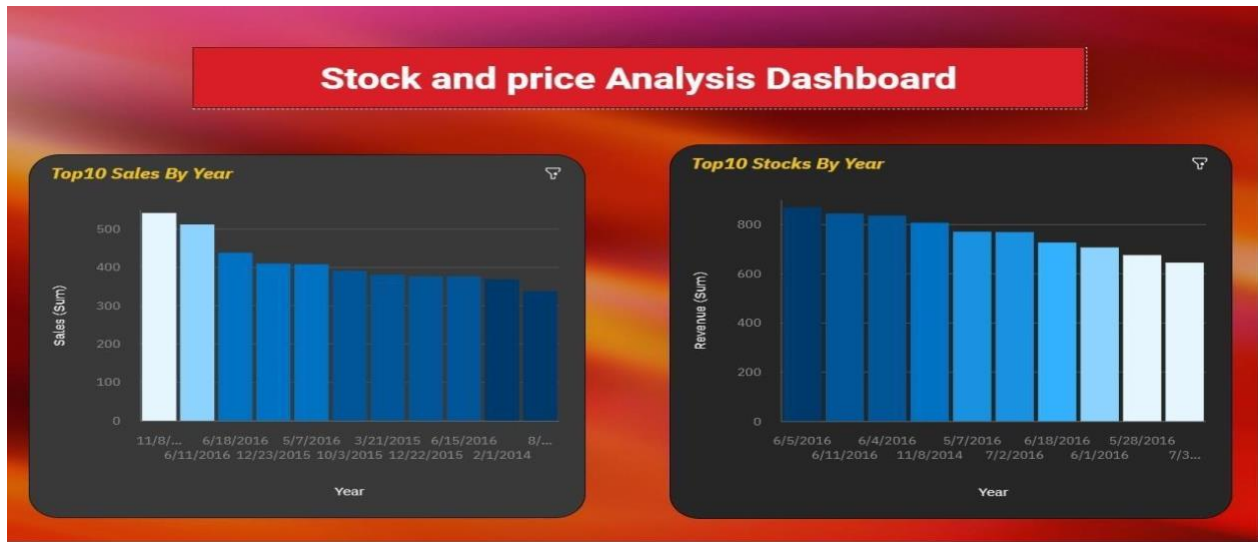 Stock and price Analysis Dashboard
Top10 Sales By Year
500
400
300
200
100
0
Sales (Sum)
11/8/... 6/18/2016 5/7/2016 3/21/2015 6/15/2016 8/...
6/11/2016 12/23/2015 10/3/2015 12/22/2015 2/1/2014
Year
Top10 Stocks By Year
800
600
400
200
0
Revenue (Sum)
6/5/2016 6/4/2016 5/7/2016 6/18/2016 5/28/2016
6/11/2016 11/8/2014 7/2/2016 6/1/2016 7/3...
Year